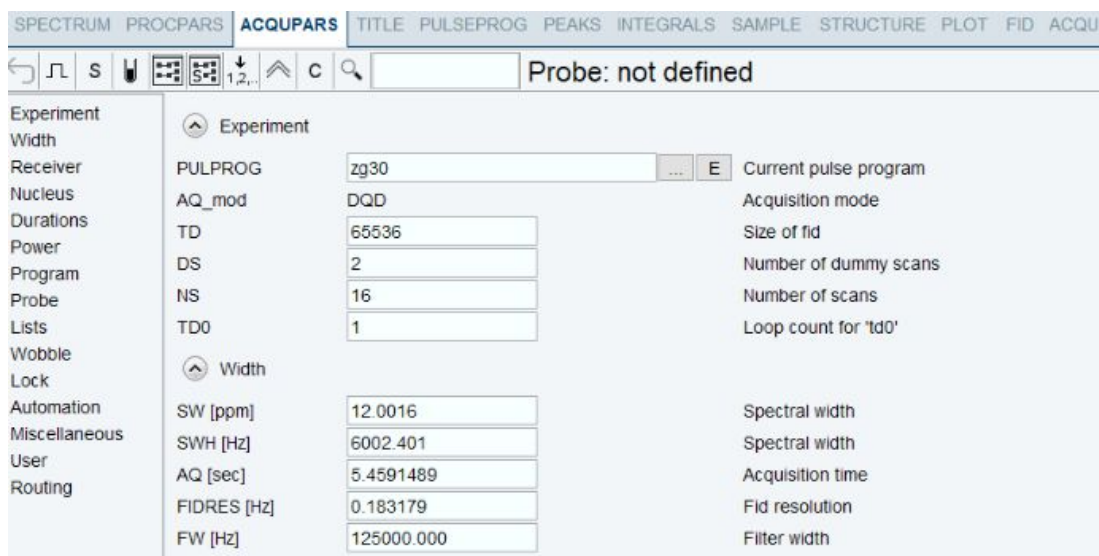 SPECTRUM PROCPARS ACQUPARS TITLE PULSEPROG PEAKS INTEGRALS SAMPLE STRUCTURE PLOT FID ACQU
S 1,2,.. C Probe: not defined
Experiment
Width
Receiver
Nucleus
Durations
Power
Program
Probe
Lists
Wobble
Lock
Automation
Miscellaneous
User
Routing
Experiment
PULPROG zg30 ... E Current pulse program
AQ_mod DQD Acquisition mode
TD 65536 Size of fid
DS 2 Number of dummy scans
NS 16 Number of scans
TD0 1 Loop count for 'td0'
Width
SW [ppm] 12.0016 Spectral width
SWH [Hz] 6002.401 Spectral width
AQ [sec] 5.4591489 Acquisition time
FIDRES [Hz] 0.183179 Fid resolution
FW [Hz] 125000.000 Filter width